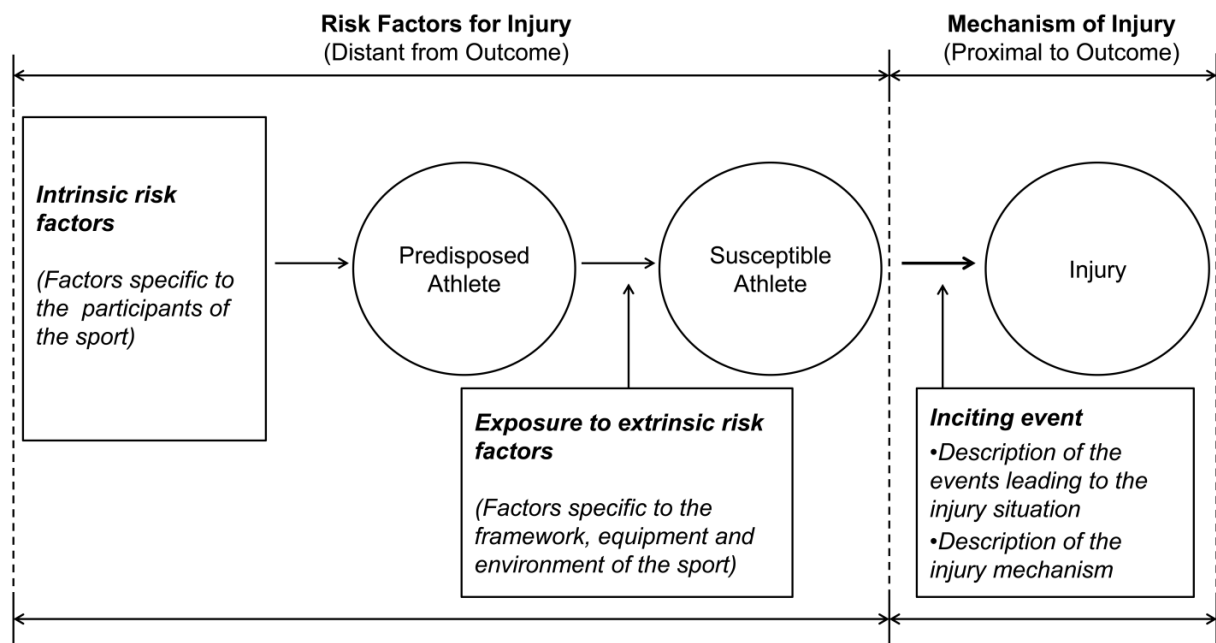 Risk Factors for Injury
(Distant from Outcome)
Mechanism of Injury
(Proximal to Outcome)
Intrinsic risk
factors
(Factors specific to
the participants of
the sport)
Predisposed
Athlete
Susceptible
Athlete
Injury
Exposure to extrinsic risk
factors
(Factors specific to the
framework, equipment and
environment of the sport)
Inciting event
•Description of the
events leading to the
injury situation
•Description of the
injury mechanism